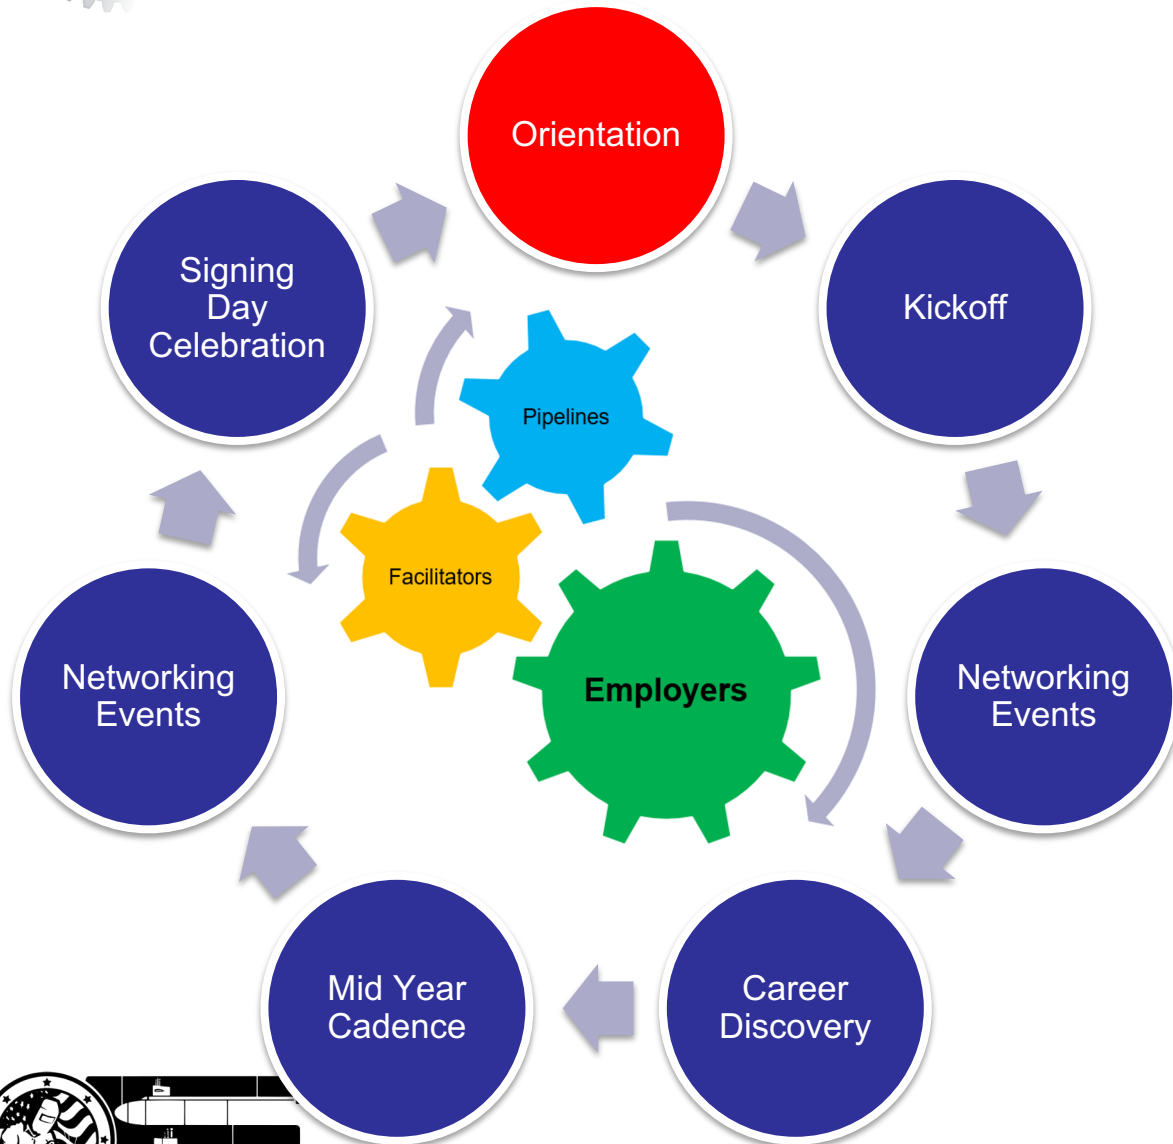 Orientation
Kickoff
Networking
Events
Career
Discovery
Mid Year
Cadence
Networking
Events
Signing
Day
Celebration
Pipelines
Facilitators
Employers